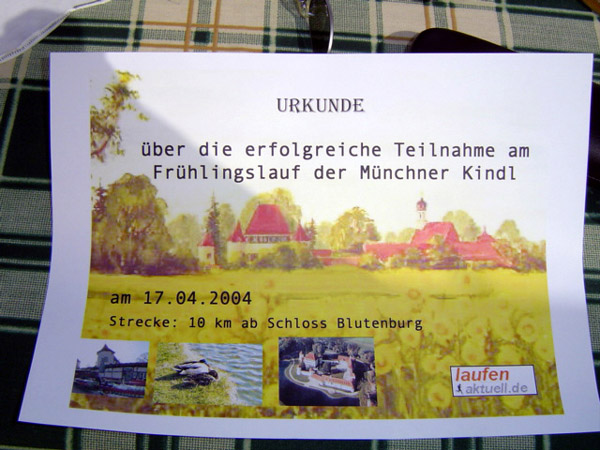 URKUNDE
über die erfolgreiche Teilnahme am
Frühlingslauf der Münchner Kindl
am 17.04.2004
Strecke: 10 km ab Schloss Blutenburg
laufen
aktuell.de